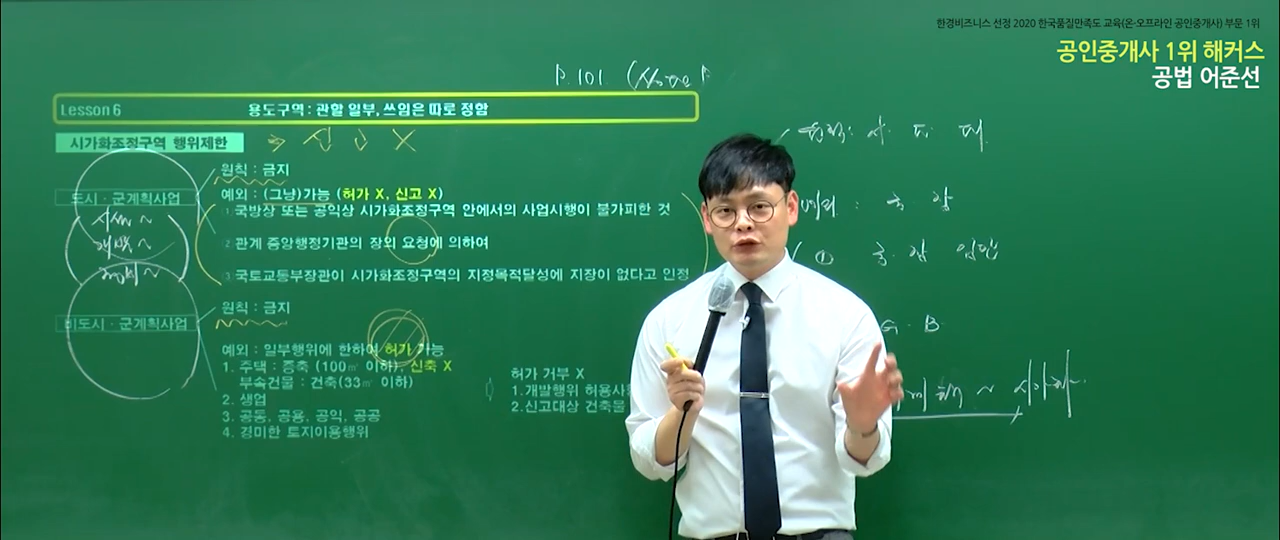 한경비즈니스 선정 2020 한국품질만족도 교육(온·오프라인 공인중개사) 부문 1위
공인중개사 1위 해커스
공법 어준선
P. 101
Lesson 6 용도구역 : 관할 일부, 쓰임은 따로 정함
시가화조정구역 행위제한
원칙 : 금지
도시 · 군계획사업
예외 : (그냥)가능 (허가 X, 신고 X)
1. 국방상 또는 공익상 시가화조정구역 안에서의 사업시행이 불가피한 것
2. 관계 중앙행정기관의 장의 요청에 의하여
3. 국토교통부장관이 시가화조정구역의 지정목적달성에 지장이 없다고 인정
원칙 : 금지
비도시 · 군계획사업
예외 : 일부행위에 한하여 허가 가능
1. 주택 : 증축 (100㎡ 이하), 신축 X
부속건물 : 건축(33㎡ 이하)
2. 생업
3. 공동, 공용, 공익, 공공
4. 경미한 토지이용행위
허가 거부 X
1.개발행위 허용사
2.신고대상 건축물
①
G. B